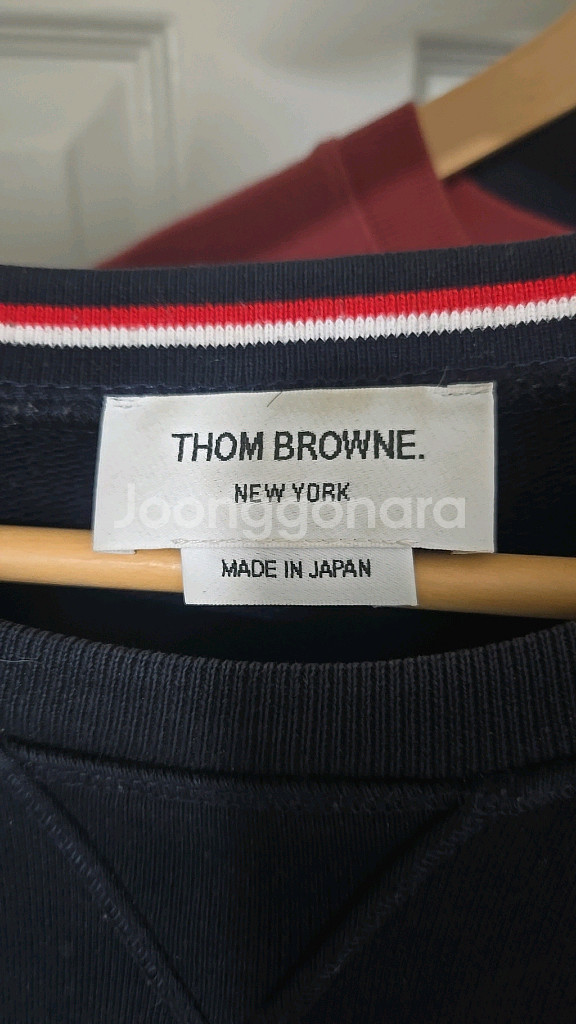 THOM BROWNE.
NEW YORK
Joonggonara
MADE IN JAPAN